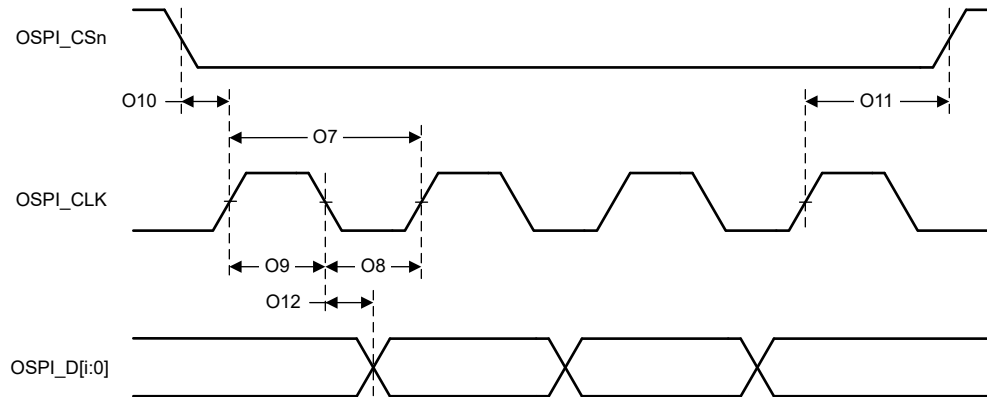 OSPI_CSn
O10
O11
O7
OSPI_CLK
O9
O8
O12
OSPI_D[i:0]